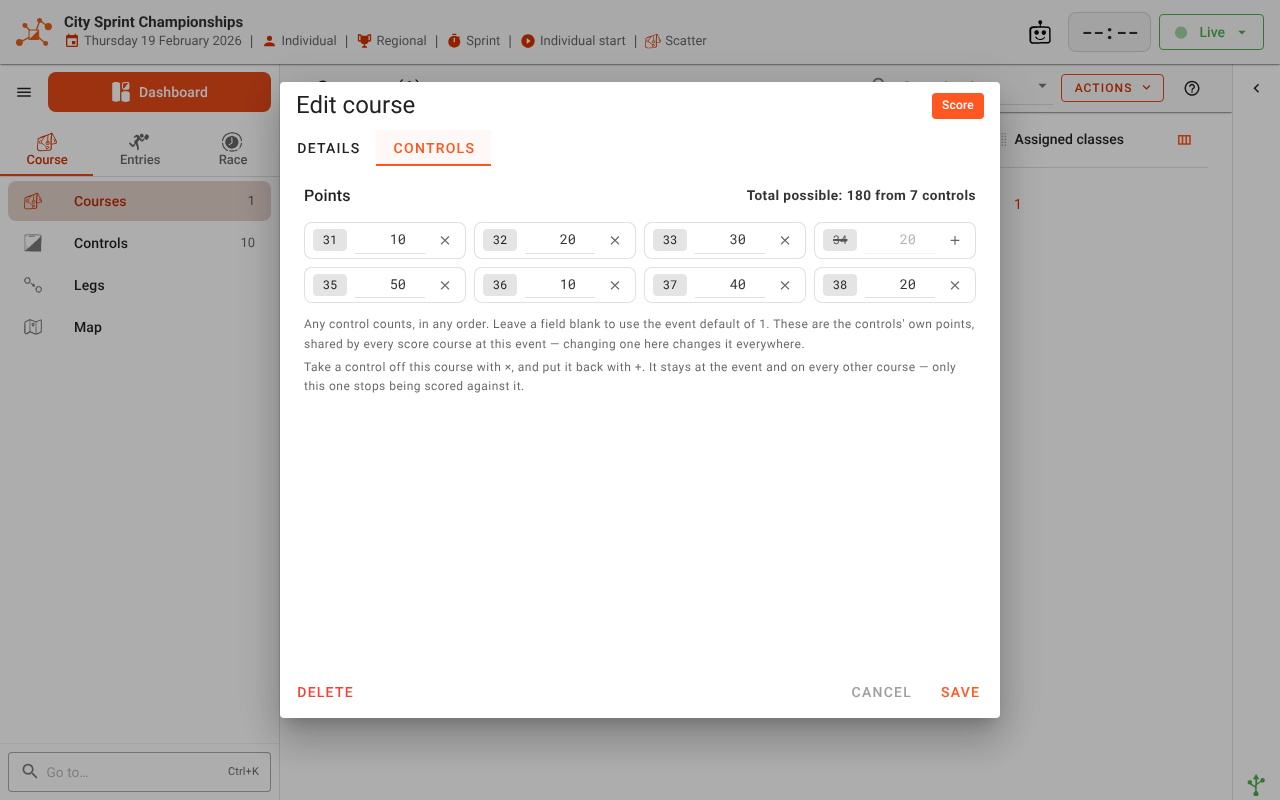 City Sprint Championships
Thursday 19 February 2026 | Individual | Regional | Sprint | Individual start | Scatter
--:--
Live
Dashboard
ACTIONS
Course
Entries
Race
Assigned classes
Courses 1
1
Controls 10
Legs
Map
Edit course
Score
DETAILS
CONTROLS
Points
Total possible: 180 from 7 controls
31 10 × 32 20 × 33 30 × 34 20 +
35 50 × 36 10 × 37 40 × 38 20 ×
Any control counts, in any order. Leave a field blank to use the event default of 1. These are the controls' own points,
shared by every score course at this event — changing one here changes it everywhere.
Take a control off this course with ×, and put it back with +. It stays at the event and on every other course — only
this one stops being scored against it.
DELETE
CANCEL
SAVE
Go to…
Ctrl+K